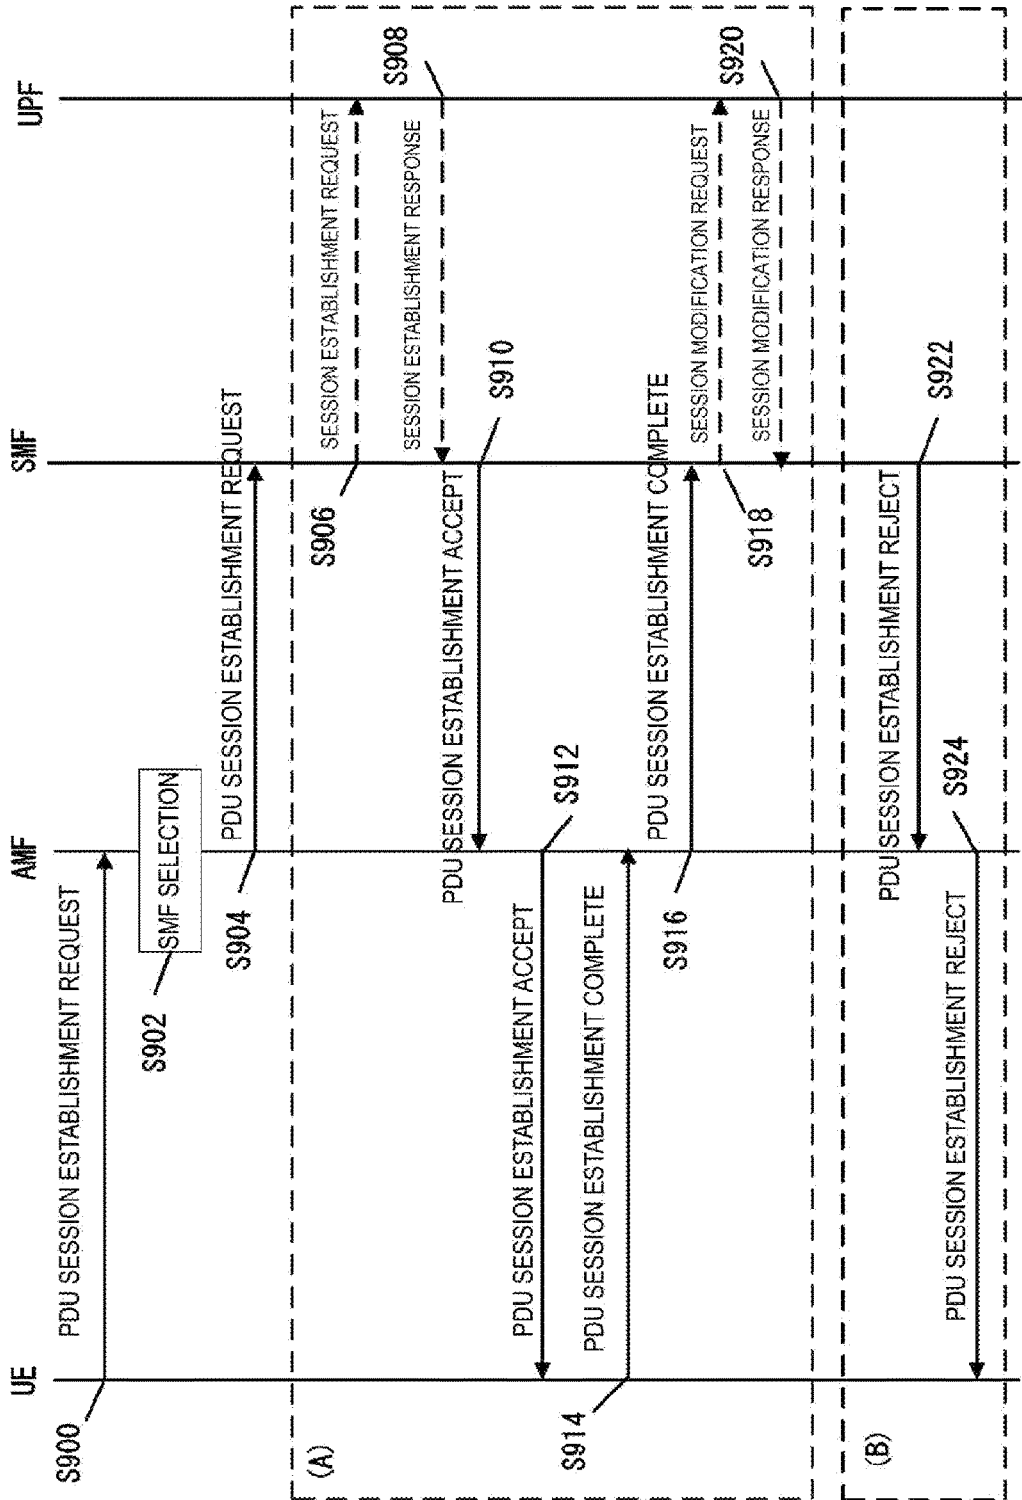 UE
AMF
SMF
UPF
S900
PDU SESSION ESTABLISHMENT REQUEST
S902
SMF SELECTION
S904
PDU SESSION ESTABLISHMENT REQUEST
(A)
S906
SESSION ESTABLISHMENT REQUEST
S908
SESSION ESTABLISHMENT RESPONSE
S910
PDU SESSION ESTABLISHMENT ACCEPT
S912
PDU SESSION ESTABLISHMENT ACCEPT
S914
PDU SESSION ESTABLISHMENT COMPLETE
S916
PDU SESSION ESTABLISHMENT COMPLETE
S918
SESSION MODIFICATION REQUEST
S920
SESSION MODIFICATION RESPONSE
(B)
S922
PDU SESSION ESTABLISHMENT REJECT
S924
PDU SESSION ESTABLISHMENT REJECT